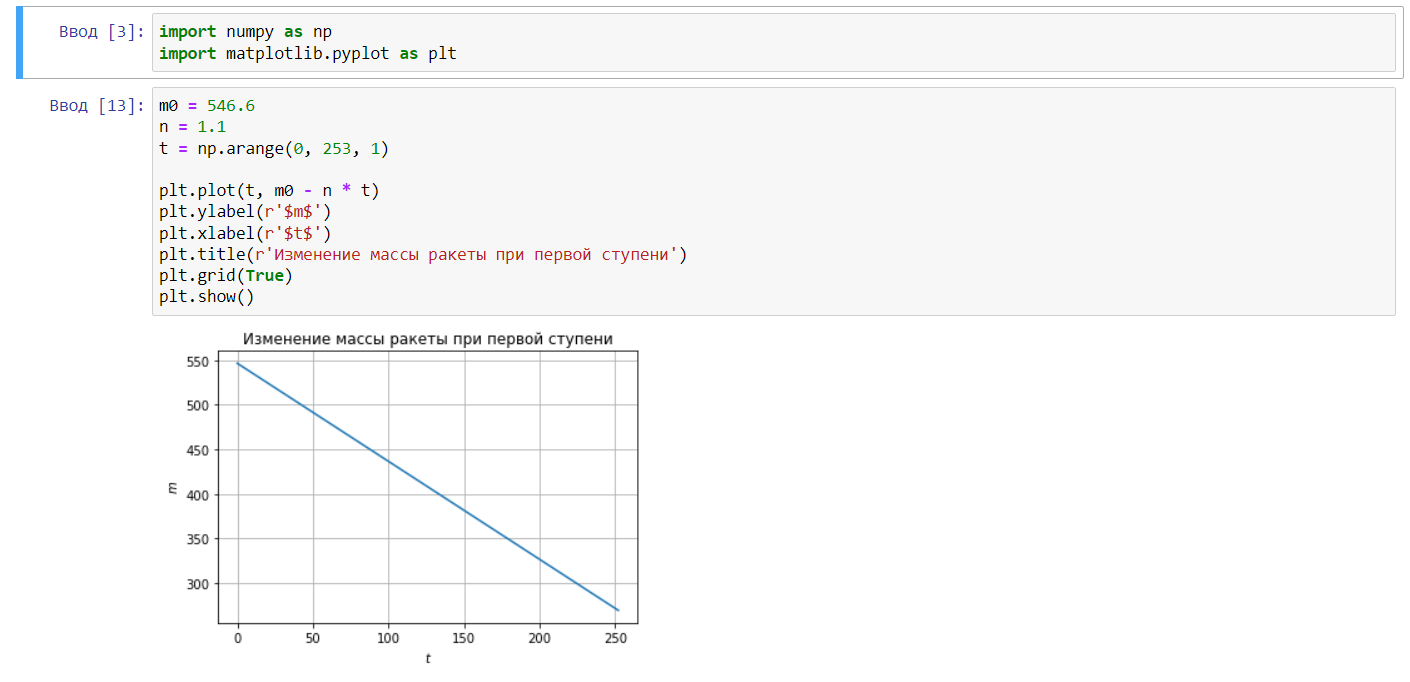 Ввод [3]: import numpy as np
import matplotlib.pyplot as plt
Ввод [13]: m0 = 546.6
n = 1.1
t = np.arange(0, 253, 1)
plt.plot(t, m0 - n * t)
plt.ylabel(r'$m$')
plt.xlabel(r'$t$')
plt.title(r'Изменение массы ракеты при первой ступени')
plt.grid(True)
plt.show()
Изменение массы ракеты при первой ступени
550
500
450
m
400
350
300
0 50 100 150 200 250
t